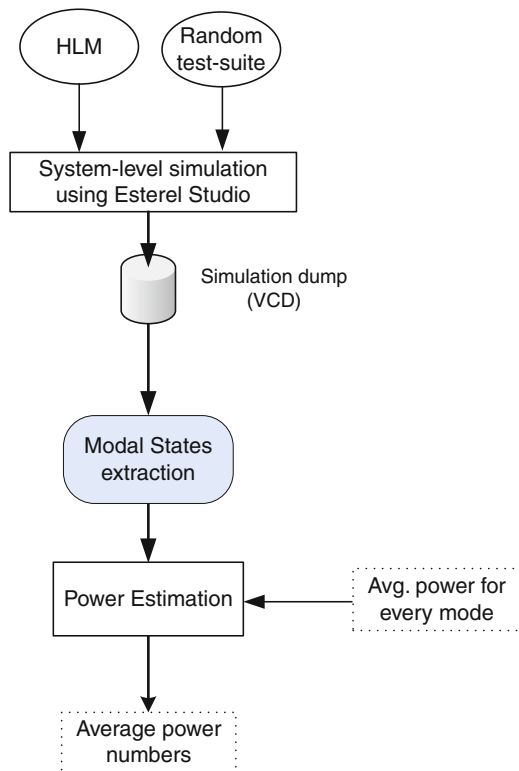 HLM
Random
test-suite
System-level simulation
using Esterel Studio
Simulation dump
(VCD)
Modal States
extraction
Power Estimation
Avg. power for
every mode
Average power
numbers